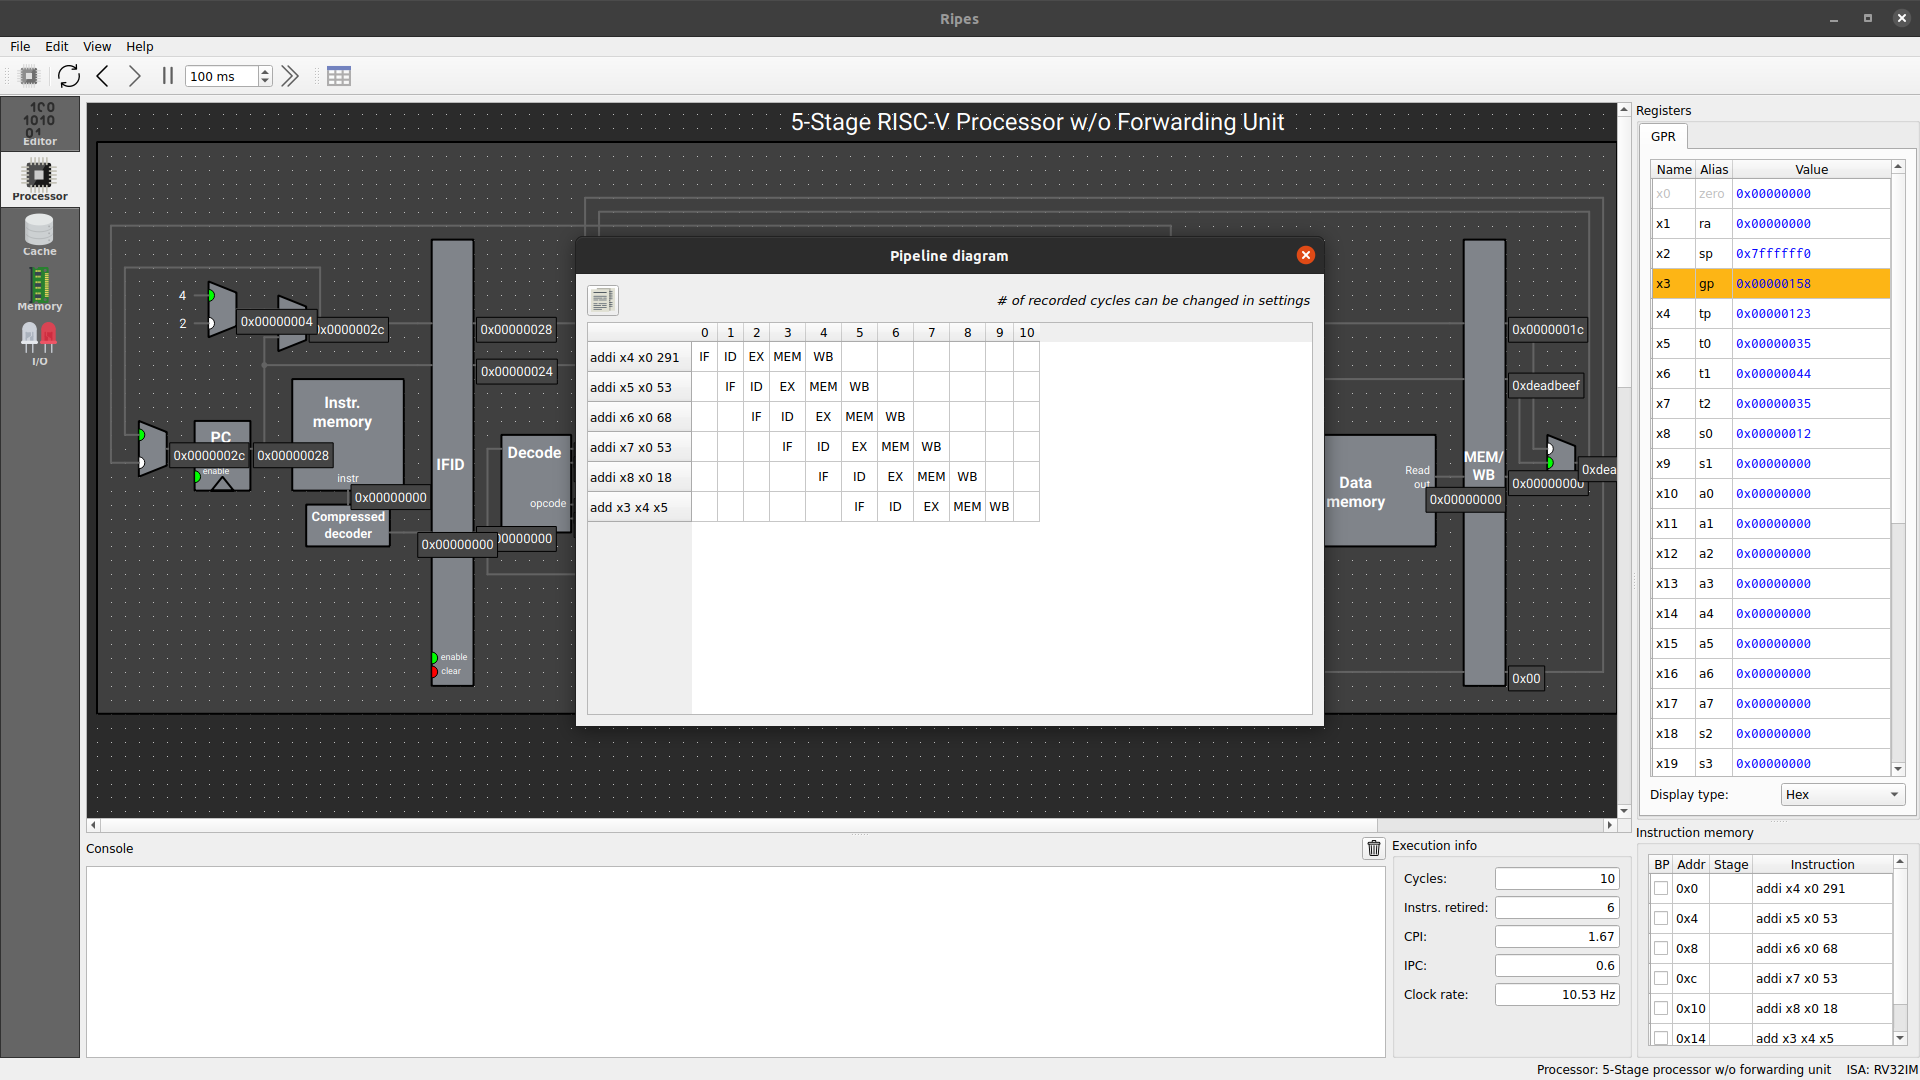 Ripes
File Edit View Help
100 ms
100
1010
01
Editor
Processor
Cache
Memory
I/O
5-Stage RISC-V Processor w/o Forwarding Unit
4
2
0x00000004
0x0000002c
0x00000028
0x00000024
Instr.
memory
instr
PC
enable
0x0000002c
0x00000028
0x00000000
Compressed
decoder
IFID
0x00000000
00000000
enable
clear
Decode
opcode
Pipeline diagram
# of recorded cycles can be changed in settings
0 1 2 3 4 5 6 7 8 9 10
addi x4 x0 291 IF ID EX MEM WB
addi x5 x0 53 IF ID EX MEM WB
addi x6 x0 68 IF ID EX MEM WB
addi x7 x0 53 IF ID EX MEM WB
addi x8 x0 18 IF ID EX MEM WB
add x3 x4 x5 IF ID EX MEM WB
Data
memory
Read
out
0x00000000
MEM/
WB
0x0000001c
0xdeadbeef
0x00000000
0xdea
0x00
Registers
GPR
Name Alias Value
x0 zero 0x00000000
x1 ra 0x00000000
x2 sp 0x7ffffff0
x3 gp 0x00000158
x4 tp 0x00000123
x5 t0 0x00000035
x6 t1 0x00000044
x7 t2 0x00000035
x8 s0 0x00000012
x9 s1 0x00000000
x10 a0 0x00000000
x11 a1 0x00000000
x12 a2 0x00000000
x13 a3 0x00000000
x14 a4 0x00000000
x15 a5 0x00000000
x16 a6 0x00000000
x17 a7 0x00000000
x18 s2 0x00000000
x19 s3 0x00000000
Display type: Hex
Console
Execution info
Cycles: 10
Instrs. retired: 6
CPI: 1.67
IPC: 0.6
Clock rate: 10.53 Hz
Instruction memory
BP Addr Stage Instruction
0x0 addi x4 x0 291
0x4 addi x5 x0 53
0x8 addi x6 x0 68
0xc addi x7 x0 53
0x10 addi x8 x0 18
0x14 add x3 x4 x5
Processor: 5-Stage processor w/o forwarding unit ISA: RV32IM